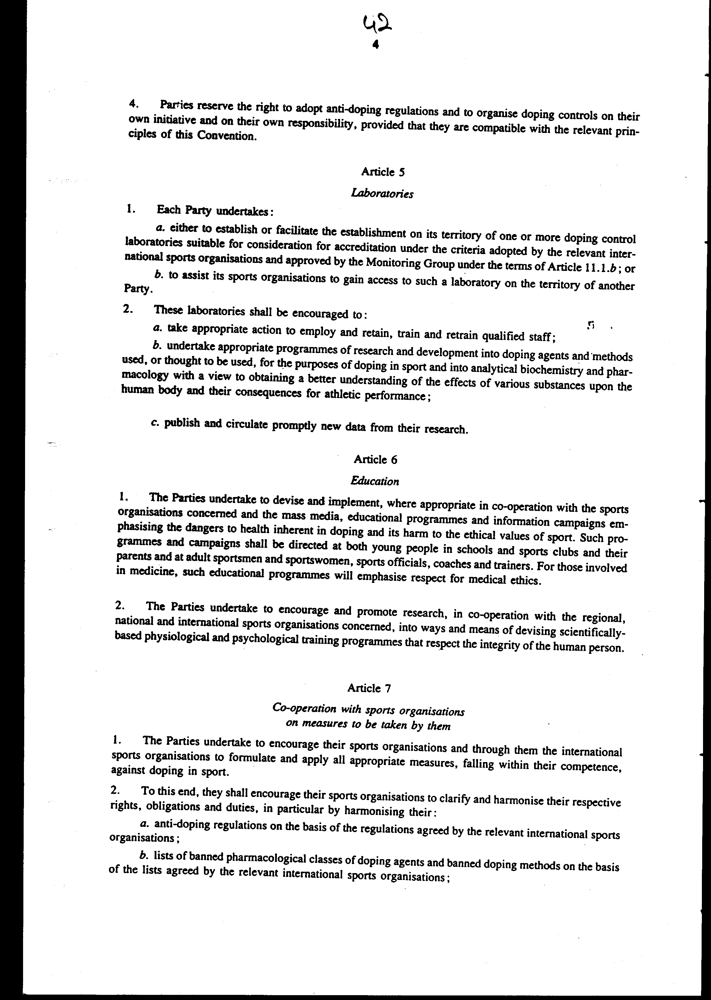 42
4
4. Parties reserve the right to adopt anti-doping regulations and to organise doping controls on their
own initiative and on their own responsibility, provided that they are compatible with the relevant prin-
ciples of this Convention.
Article 5
Laboratories
1. Each Party undertakes:
a. either to establish or facilitate the establishment on its territory of one or more doping control
laboratories suitable for consideration for accreditation under the criteria adopted by the relevant inter-
national sports organisations and approved by the Monitoring Group under the terms of Article 11.1.b; or
b. to assist its sports organisations to gain access to such a laboratory on the territory of another
Party.
2. These laboratories shall be encouraged to:
a. take appropriate action to employ and retain, train and retrain qualified staff;
b. undertake appropriate programmes of research and development into doping agents and methods
used, or thought to be used, for the purposes of doping in sport and into analytical biochemistry and phar-
macology with a view to obtaining a better understanding of the effects of various substances upon the
human body and their consequences for athletic performance;
c. publish and circulate promptly new data from their research.
Article 6
Education
1. The Parties undertake to devise and implement, where appropriate in co-operation with the sports
organisations concerned and the mass media, educational programmes and information campaigns em-
phasising the dangers to health inherent in doping and its harm to the ethical values of sport. Such pro-
grammes and campaigns shall be directed at both young people in schools and sports clubs and their
parents and at adult sportsmen and sportswomen, sports officials, coaches and trainers. For those involved
in medicine, such educational programmes will emphasise respect for medical ethics.
2. The Parties undertake to encourage and promote research, in co-operation with the regional,
national and international sports organisations concerned, into ways and means of devising scientifically-
based physiological and psychological training programmes that respect the integrity of the human person.
Article 7
Co-operation with sports organisations
on measures to be taken by them
1. The Parties undertake to encourage their sports organisations and through them the international
sports organisations to formulate and apply all appropriate measures, falling within their competence,
against doping in sport.
2. To this end, they shall encourage their sports organisations to clarify and harmonise their respective
rights, obligations and duties, in particular by harmonising their:
a. anti-doping regulations on the basis of the regulations agreed by the relevant international sports
organisations;
b. lists of banned pharmacological classes of doping agents and banned doping methods on the basis
of the lists agreed by the relevant international sports organisations;